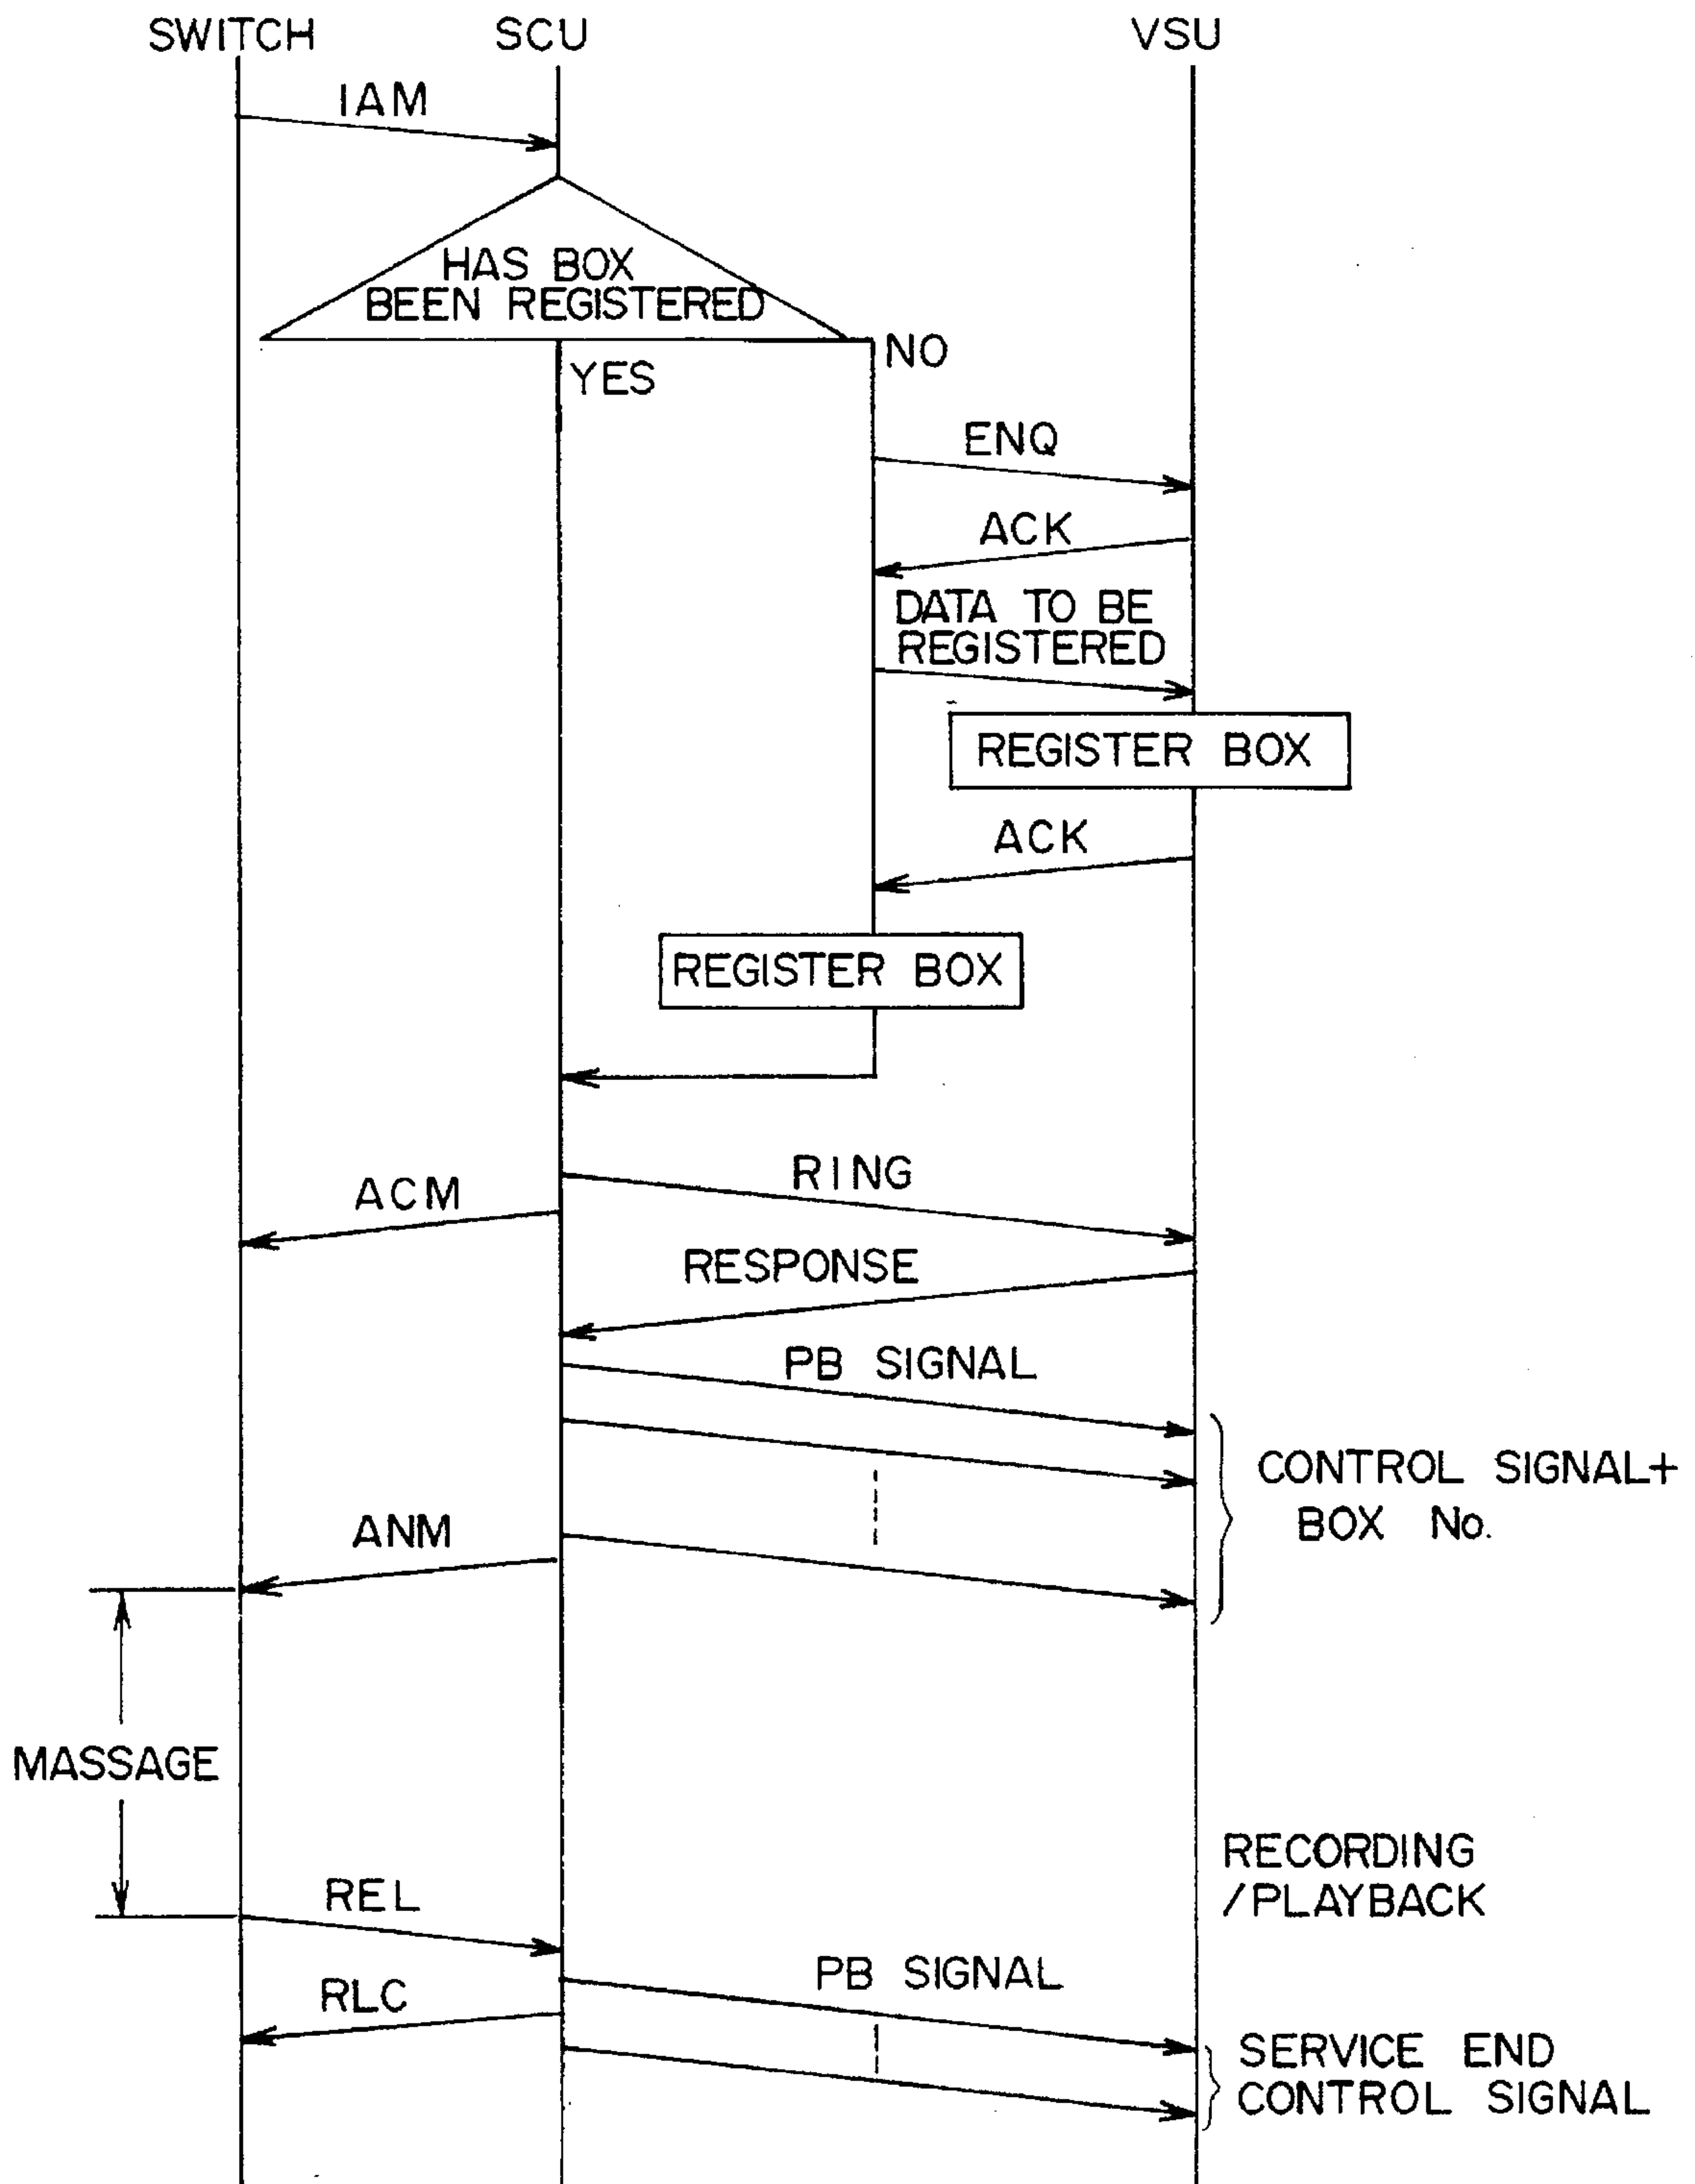 SWITCH SCU VSU
IAM
HAS BOX
BEEN REGISTERED
NO
YES
ENQ
ACK
DATA TO BE
REGISTERED
REGISTER BOX
ACK
REGISTER BOX
RING
ACM
RESPONSE
PB SIGNAL
CONTROL SIGNAL+
BOX No.
ANM
MASSAGE
RECORDING
/PLAYBACK
REL
PB SIGNAL
RLC
SERVICE END
CONTROL SIGNAL